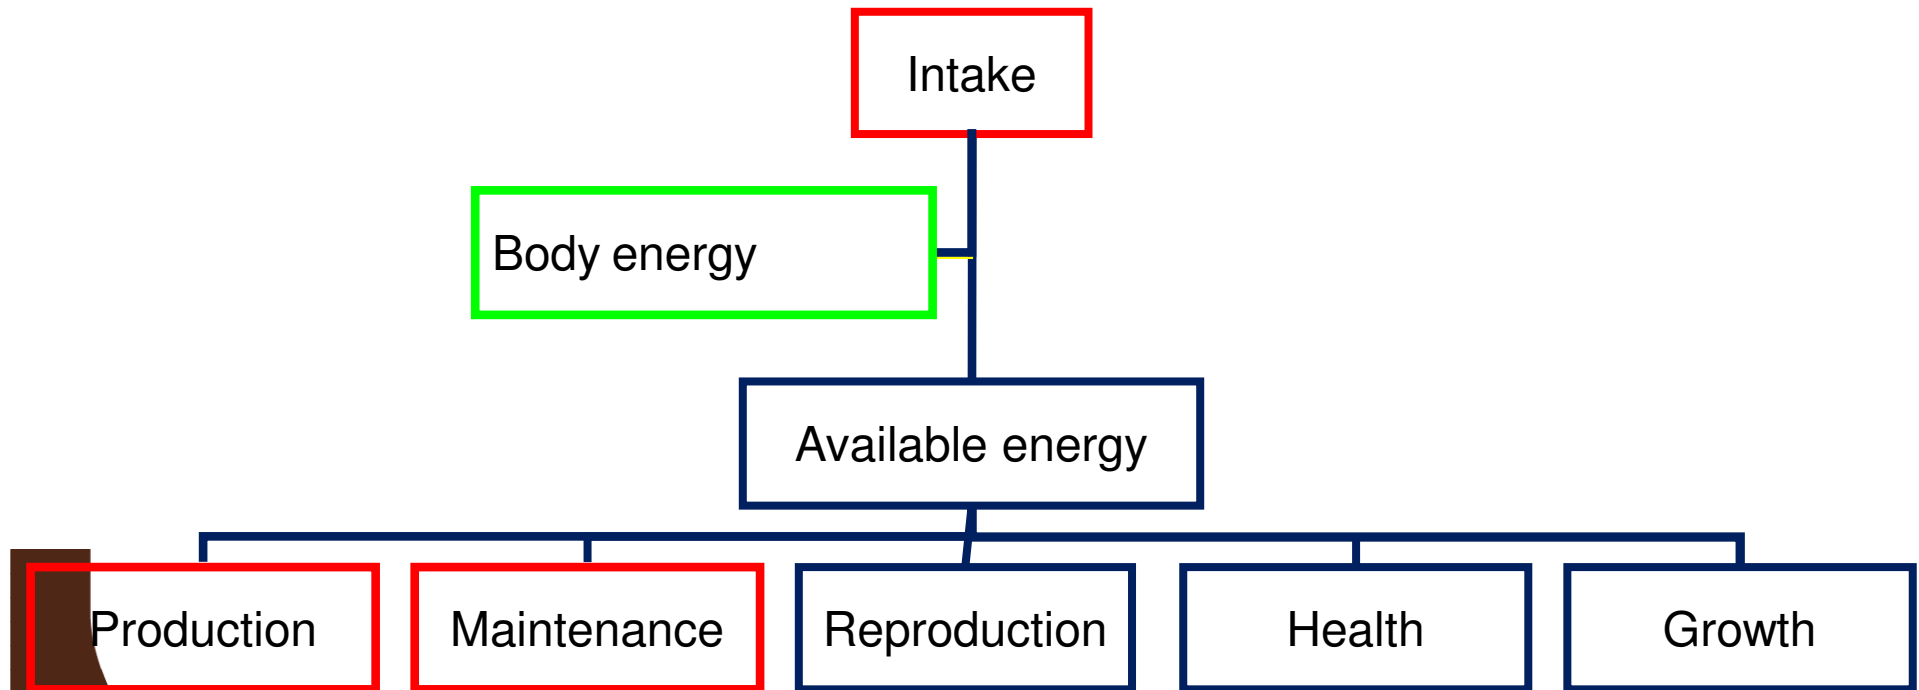 Intake
Body energy
Available energy
Production
Maintenance
Reproduction
Health
Growth